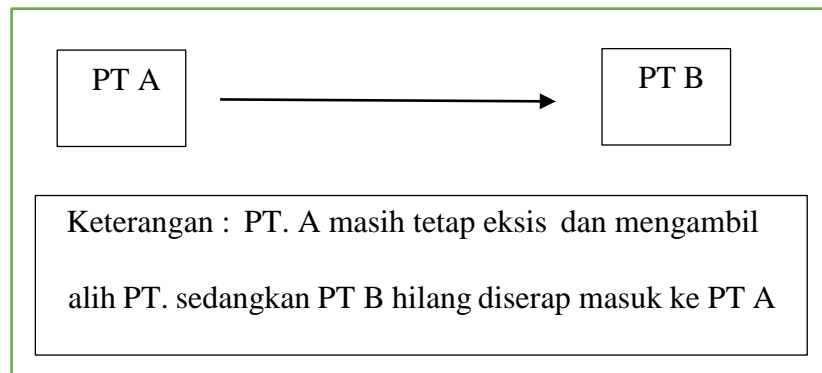 PT A
PT B
Keterangan : PT. A masih tetap eksis dan mengambil
alih PT. sedangkan PT B hilang diserap masuk ke PT A